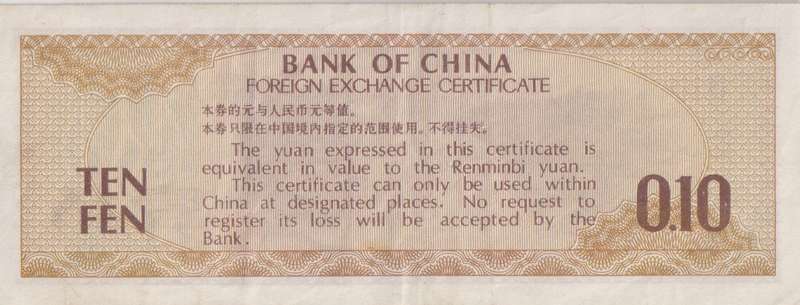 BANK OF CHINA
FOREIGN EXCHANGE CERTIFICATE
本券的元与人民币元等值。
本券只限在中国境内指定的范围使用。不得挂失。
The yuan expressed in this certificate is
equivalent in value to the Renminbi yuan.
This certificate can only be used within
China at designated places. No request to
register its loss will be accepted by the
Bank.
TEN
FEN
0.10